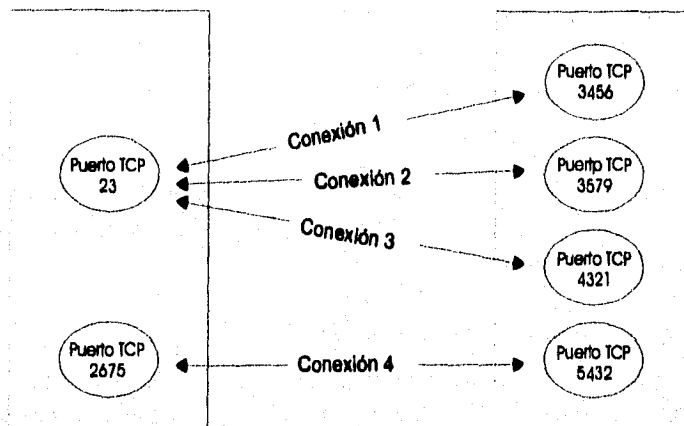 Puerto TCP
3456
Conexión 1
Puerto TCP
23
Conexión 2
Puertp TCP
3579
Conexión 3
Puerto TCP
4321
Puerto TCP
2675
Conexión 4
Puerto TCP
5432